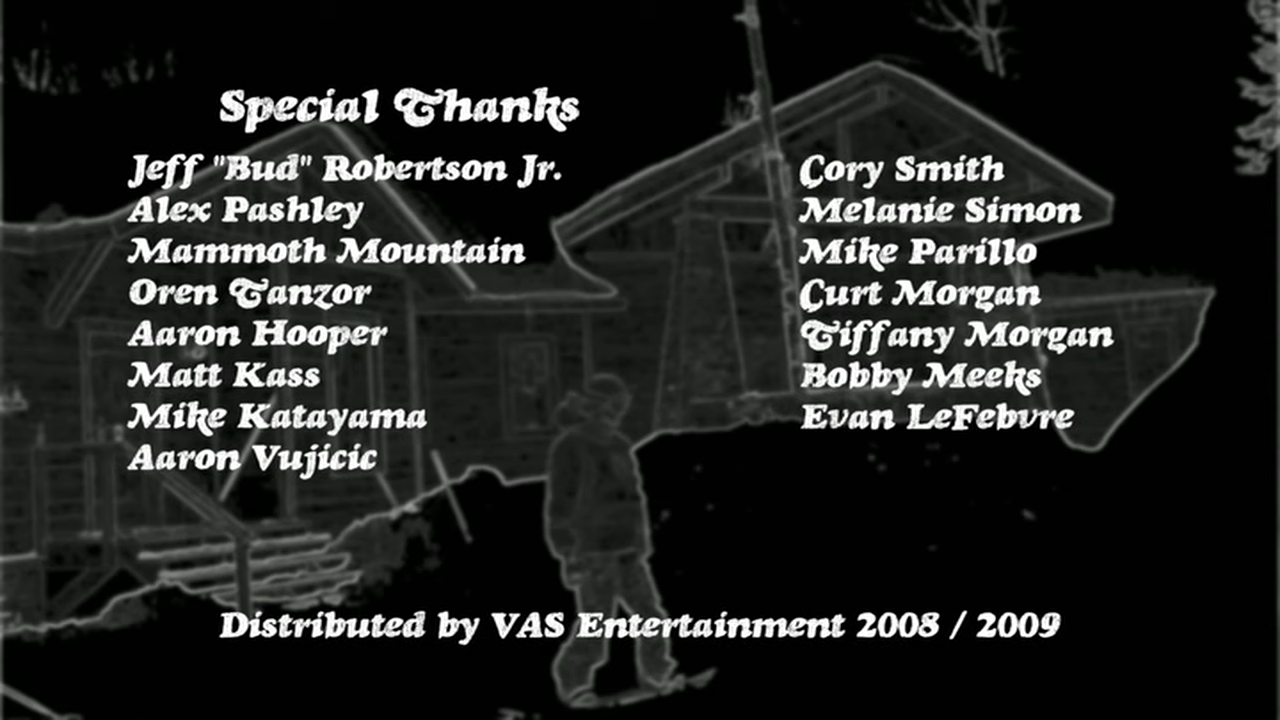 Special Thanks
Jeff "Bud" Robertson Jr.
Alex Pashley
Mammoth Mountain
Oren Tanzor
Aaron Hooper
Matt Kass
Mike Katayama
Aaron Vujicic
Cory Smith
Melanie Simon
Mike Parillo
Curt Morgan
Tiffany Morgan
Bobby Meeks
Evan LeFebvre
Distributed by VAS Entertainment 2008 / 2009